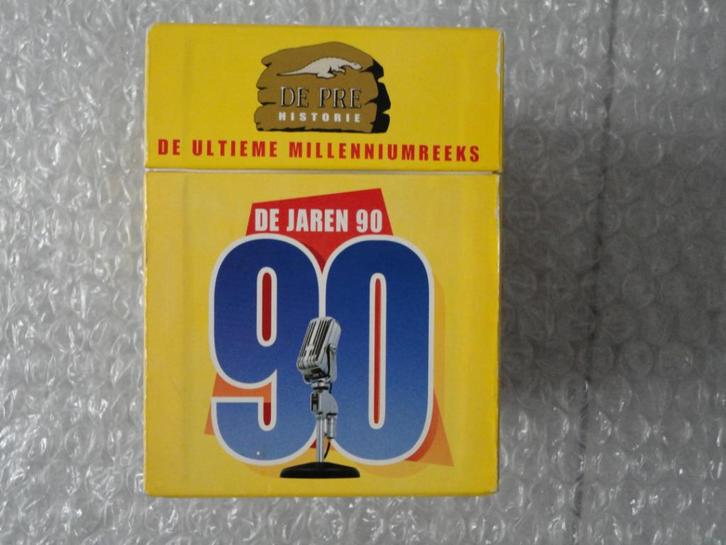 DE PRE
HISTORIE
DE ULTIEME MILLENNIUMREEKS
DE JAREN 90
90